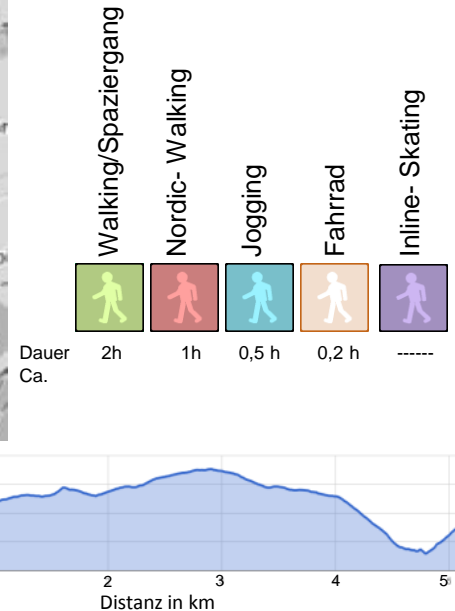 Walking/Spaziergang
Nordic- Walking
Jogging
Fahrrad
Inline- Skating
Dauer Ca. 2h 1h 0,5 h 0,2 h ------
2 3 4 5
Distanz in km